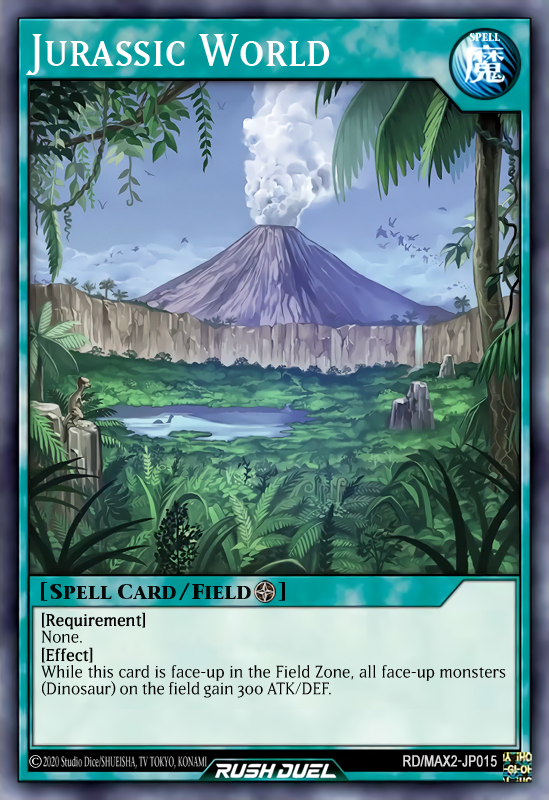 JURASSIC WORLD
SPELL
魔
[SPELL CARD/FIELD]
[Requirement]
None.
[Effect]
While this card is face-up in the Field Zone, all face-up monsters
(Dinosaur) on the field gain 300 ATK/DEF.
©2020 Studio Dice/SHUEISHA, TV TOKYO, KONAMI
RUSH DUEL
RD/MAX2-JP015